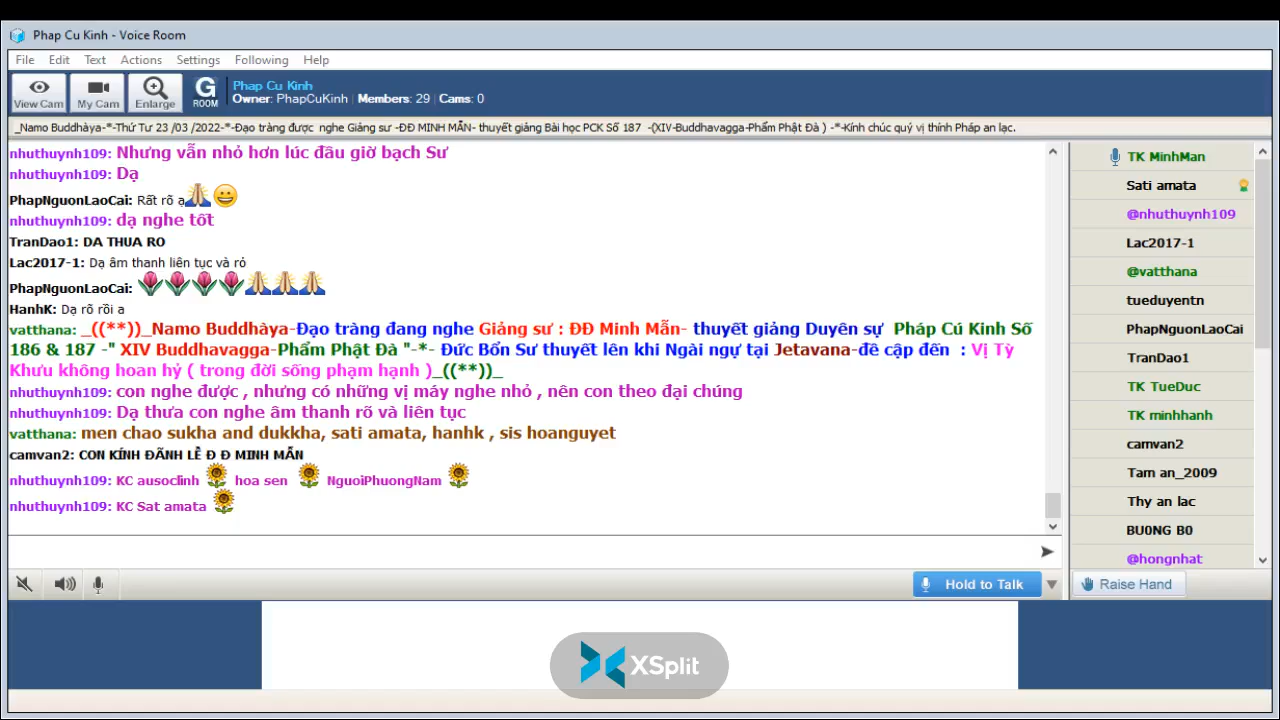 Phap Cu Kinh - Voice Room
File Edit Text Actions Settings Following Help
View Cam My Cam Enlarge G ROOM
Phap Cu Kinh
Owner: PhapCuKinh Members: 29 Cams: 0
_Namo Buddhàya-*-Thứ Tư 23 /03 /2022-*-Đạo tràng được nghe Giảng sư -ĐĐ MINH MẪN- thuyết giảng Bài học PCK Số 187 -(XIV-Buddhavagga-Phẩm Phật Đà ) -*-Kính chúc quý vị thính Pháp an lạc.
nhuthuynh109: Nhưng vẫn nhỏ hơn lúc đầu giờ bạch Sư
nhuthuynh109: Dạ
PhapNguonLaoCai: Rất rõ ạ
nhuthuynh109: dạ nghe tốt
TranDao1: DA THUA RO
Lac2017-1: Dạ âm thanh liên tục và rỏ
PhapNguonLaoCai:
HanhK: Dạ rõ rồi a
vatthana: _((**))_Namo Buddhàya-Đạo tràng đang nghe Giảng sư : ĐĐ Minh Mẫn- thuyết giảng Duyên sự Pháp Cú Kinh Số
186 & 187 -" XIV Buddhavagga-Phẩm Phật Đà "-*- Đức Bổn Sư thuyết lên khi Ngài ngự tại Jetavana-đề cập đến : Vị Tỳ
Khưu không hoan hỷ ( trong đời sống phạm hạnh )_((**))_
nhuthuynh109: con nghe được , nhưng có những vị máy nghe nhỏ , nên con theo đại chúng
nhuthuynh109: Dạ thưa con nghe âm thanh rõ và liên tục
vatthana: men chao sukha and dukkha, sati amata, hanhk , sis hoanguyet
camvan2: CON KÍNH ĐÃNH LỄ Đ Đ MINH MẪN
nhuthuynh109: KC ausoclinh hoa sen NguoiPhuongNam
nhuthuynh109: KC Sat amata
TK MinhMan
Sati amata
@nhuthuynh109
Lac2017-1
@vatthana
tueduyentn
PhapNguonLaoCai
TranDao1
TK TueDuc
TK minhhanh
camvan2
Tam an_2009
Thy an lac
BU0NG B0
@hongnhat
Hold to Talk
Raise Hand
XSplit